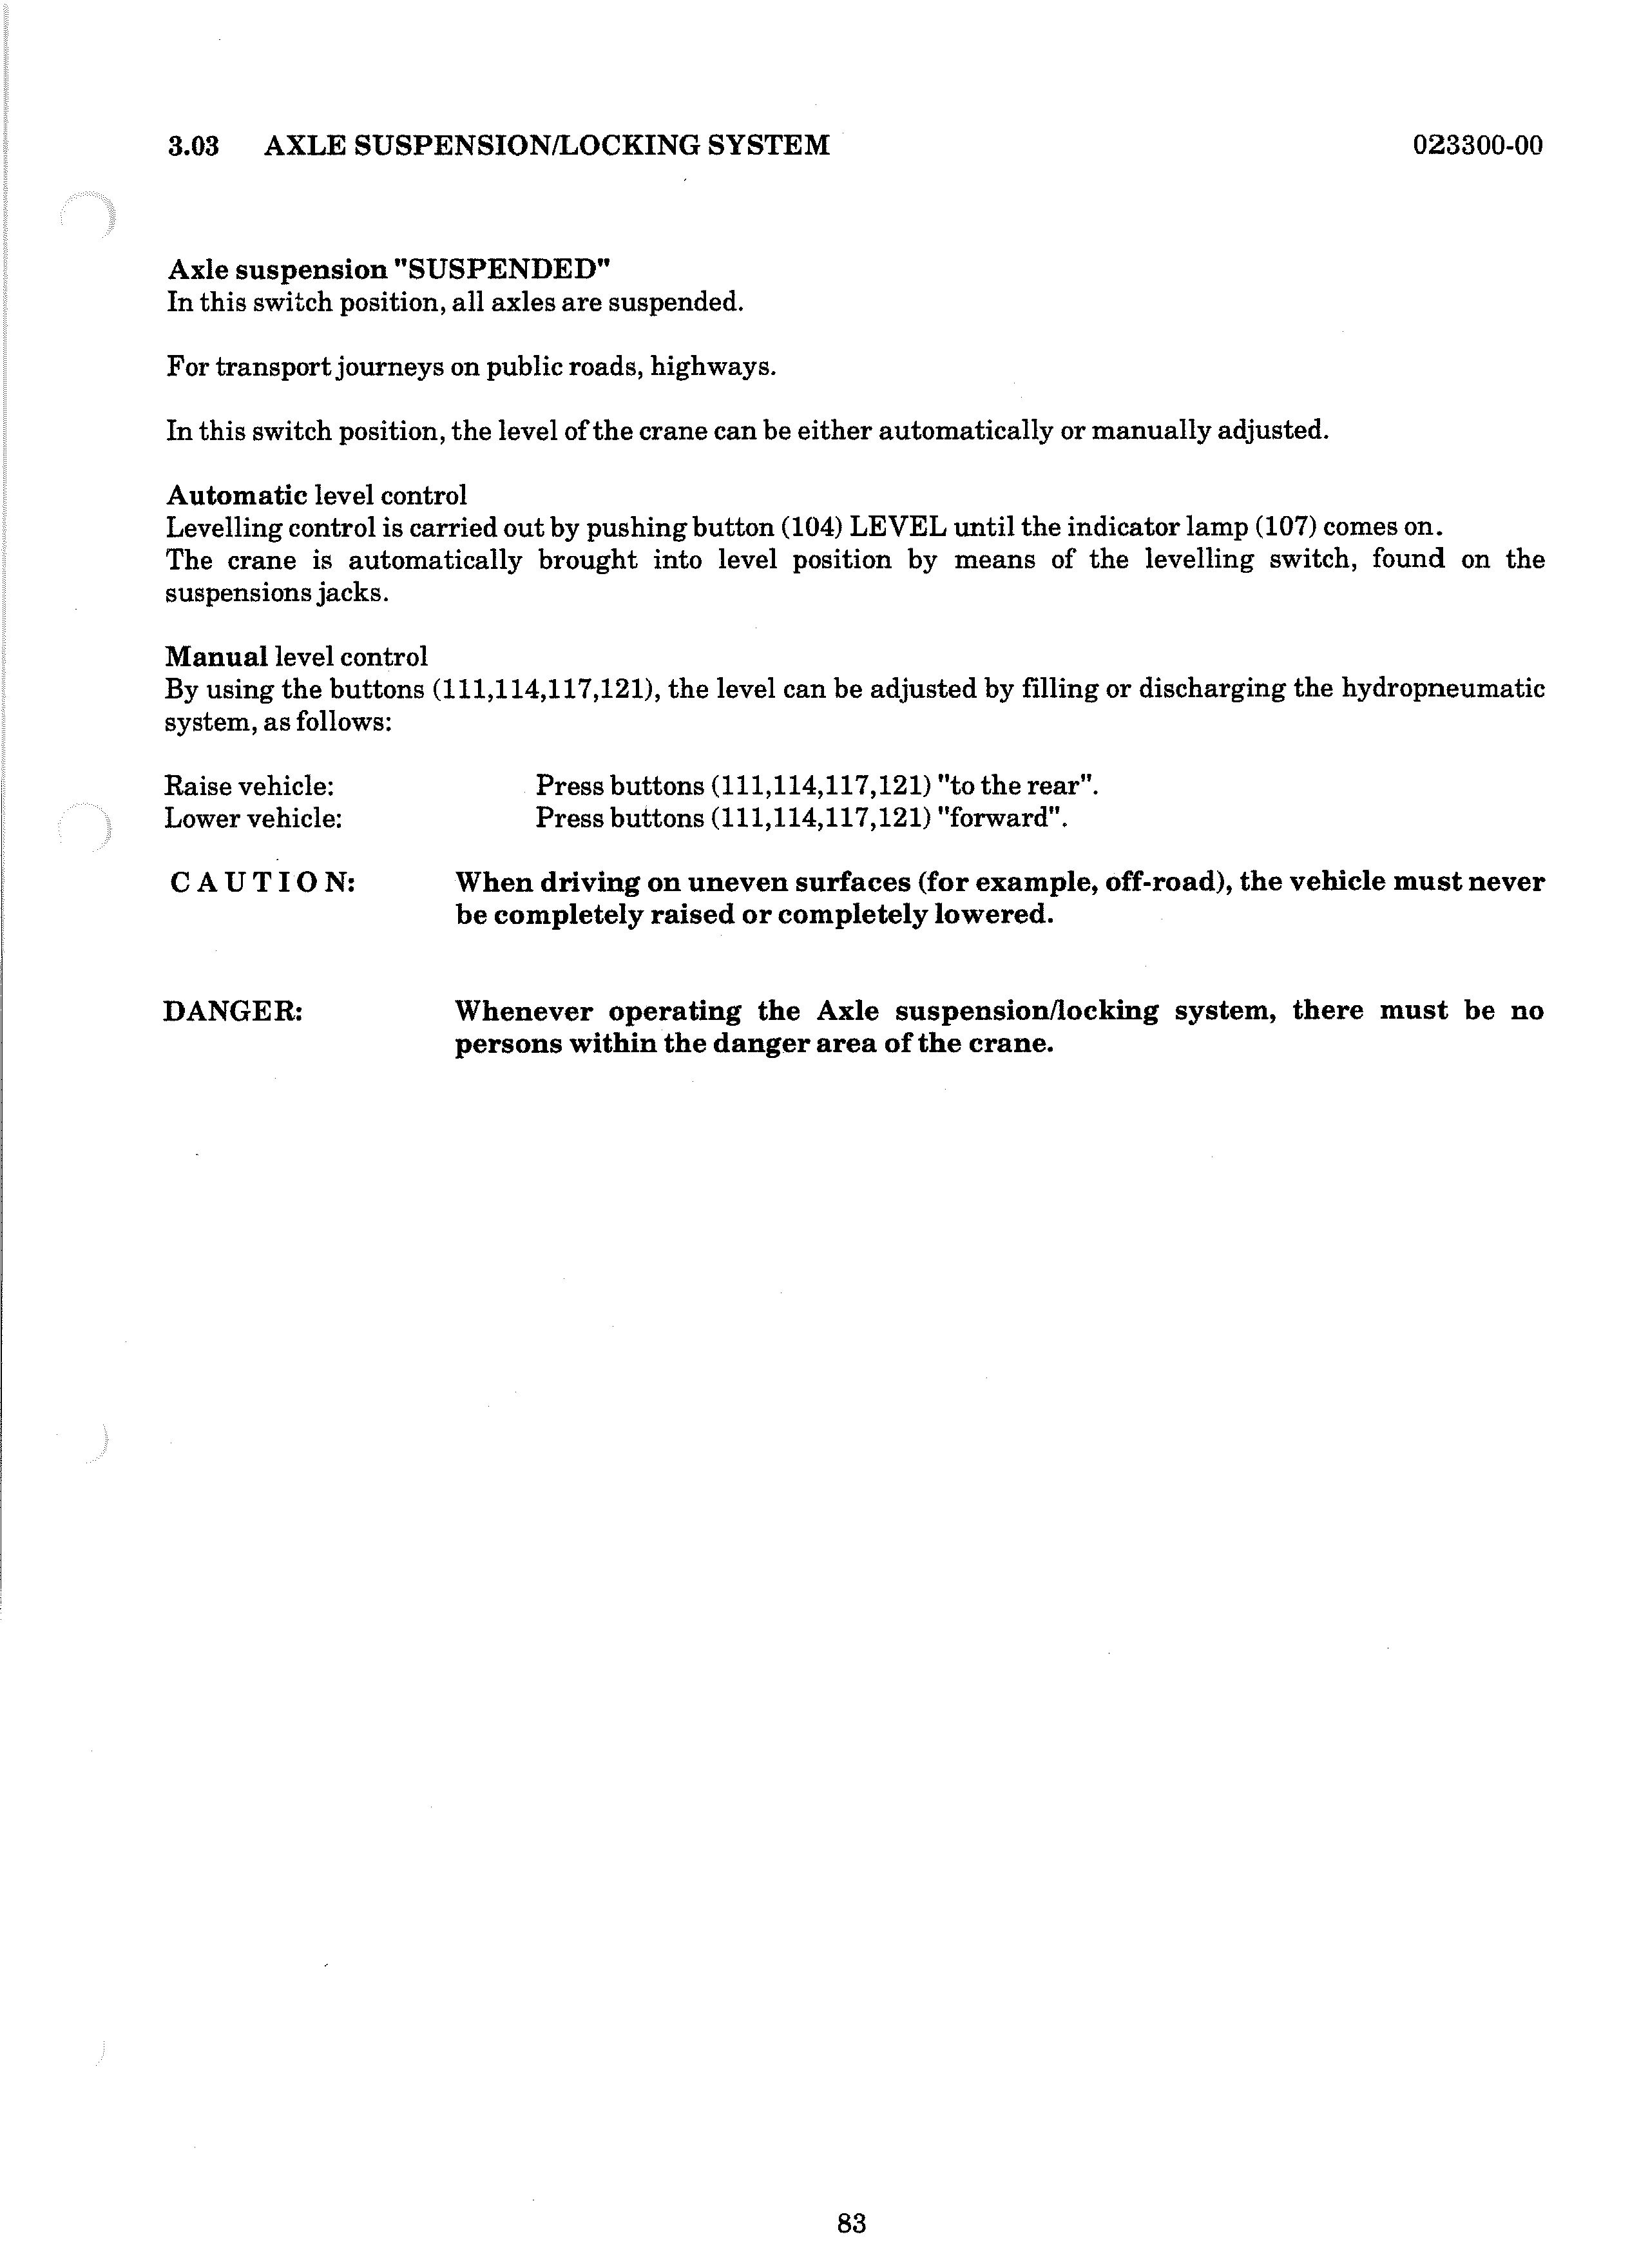 3.03 AXLE SUSPENSION/LOCKING SYSTEM 023300-00
Axle suspension "SUSPENDED"
In this switch position, all axles are suspended.
For transport journeys on public roads, highways.
In this switch position, the level of the crane can be either automatically or manually adjusted.
Automatic level control
Levelling control is carried out by pushing button (104) LEVEL until the indicator lamp (107) comes on.
The crane is automatically brought into level position by means of the levelling switch, found on the
suspensions jacks.
Manual level control
By using the buttons (111,114,117,121), the level can be adjusted by filling or discharging the hydropneumatic
system, as follows:
Raise vehicle: Press buttons (111,114,117,121) "to the rear".
Lower vehicle: Press buttons (111,114,117,121) "forward".
C A U T I O N: When driving on uneven surfaces (for example, off-road), the vehicle must never
be completely raised or completely lowered.
DANGER: Whenever operating the Axle suspension/locking system, there must be no
persons within the danger area of the crane.
83